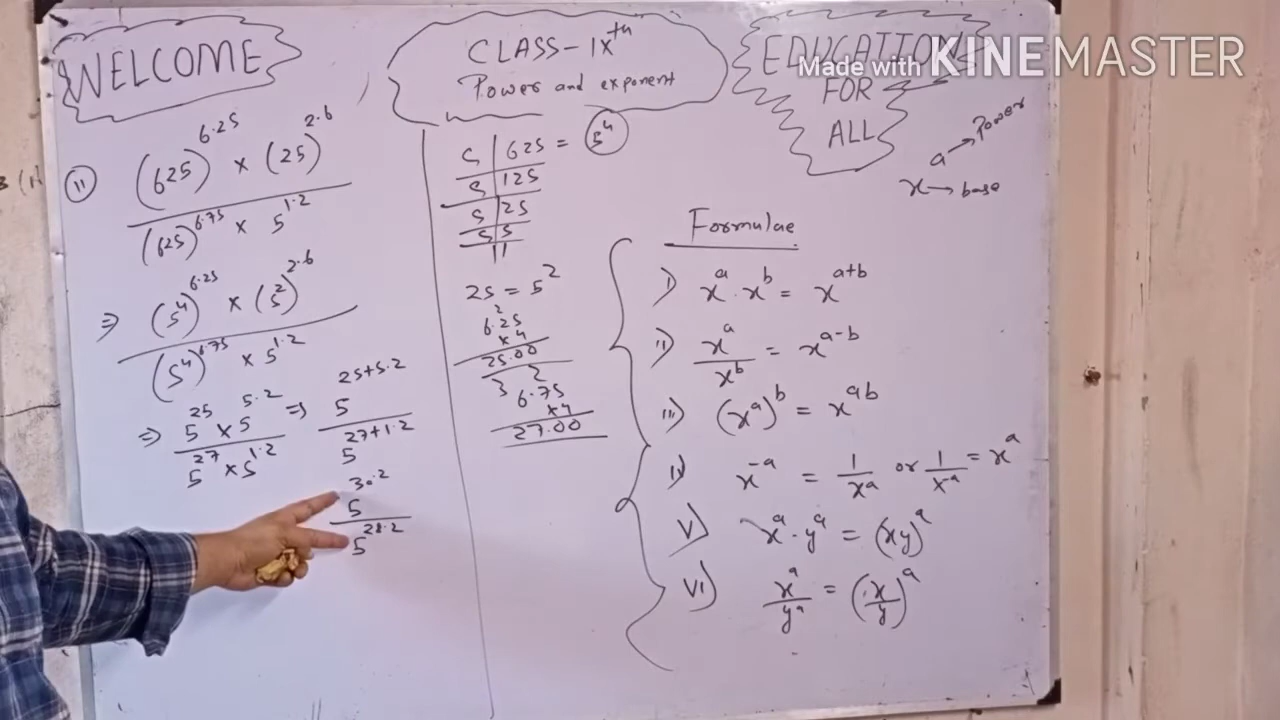 WELCOME
CLASS-IXth
Power and exponent
EDUCATION
FOR
ALL
Made with KINEMASTER
a → Power
x → base
(11) (625)^6.25 × (25)^2.6
(625)^6.75 × 5^1.2
⇒ (5^4)^6.25 × (5^2)^2.6
(5^4)^6.75 × 5^1.2
⇒ 5^25 × 5^5.2
5^27 × 5^1.2
⇒ 5^25+5.2
5^27+1.2
5^30.2
5^28.2
5 | 625 = 5^4
5 | 125
5 | 25
5 | 5
1
25 = 5^2
2
6.25
×4
25.00
3 2
6.75
×4
27.00
Formulae
i) x^a . x^b = x^a+b
ii) x^a / x^b = x^a-b
iii) (x^a)^b = x^ab
iv) x^-a = 1/x^a or 1/x^-a = x^a
v) x^a . y^a = (xy)^a
vi) x^a / y^a = (x/y)^a